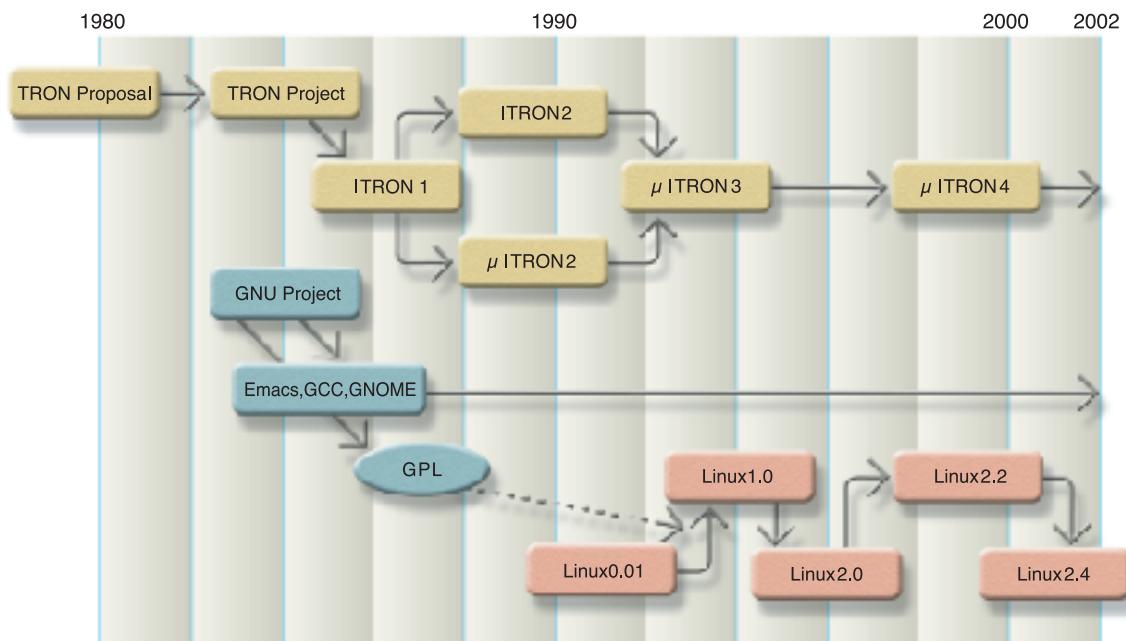 1980 1990 2000 2002
TRON Proposal
TRON Project
ITRON2
ITRON 1
μ ITRON3
μ ITRON4
μ ITRON2
GNU Project
Emacs,GCC,GNOME
GPL
Linux1.0
Linux2.2
Linux0.01
Linux2.0
Linux2.4